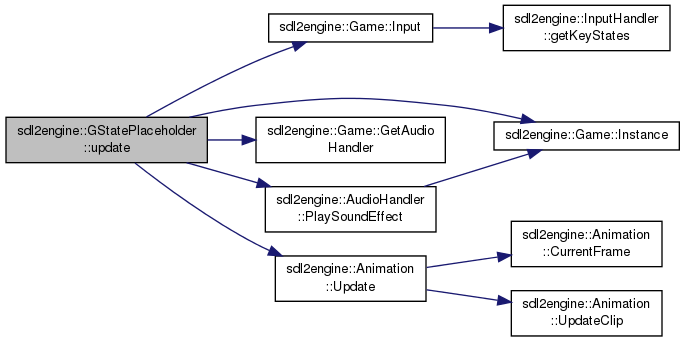 sdl2engine::GStatePlaceholder
::update
sdl2engine::Game::Input
sdl2engine::InputHandler
::getKeyStates
sdl2engine::Game::GetAudio
Handler
sdl2engine::Game::Instance
sdl2engine::AudioHandler
::PlaySoundEffect
sdl2engine::Animation
::Update
sdl2engine::Animation
::CurrentFrame
sdl2engine::Animation
::UpdateClip